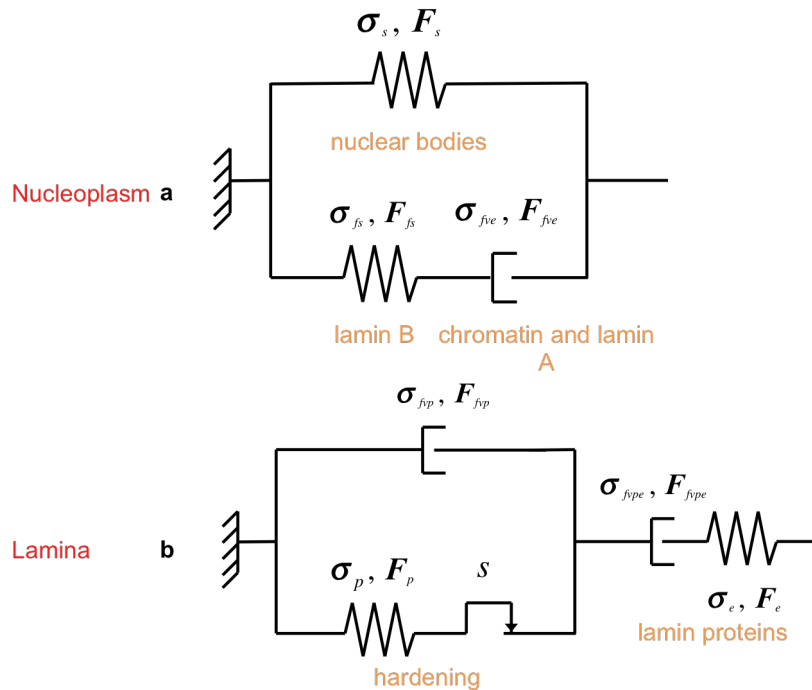 σs, Fs
nuclear bodies
Nucleoplasm a
σfs, Ffs σfve, Ffve
lamin B chromatin and lamin
A
σfvp, Ffvp
σfvpe, Ffvpe
Lamina b
σp, Fp s
σe, Fe
lamin proteins
hardening